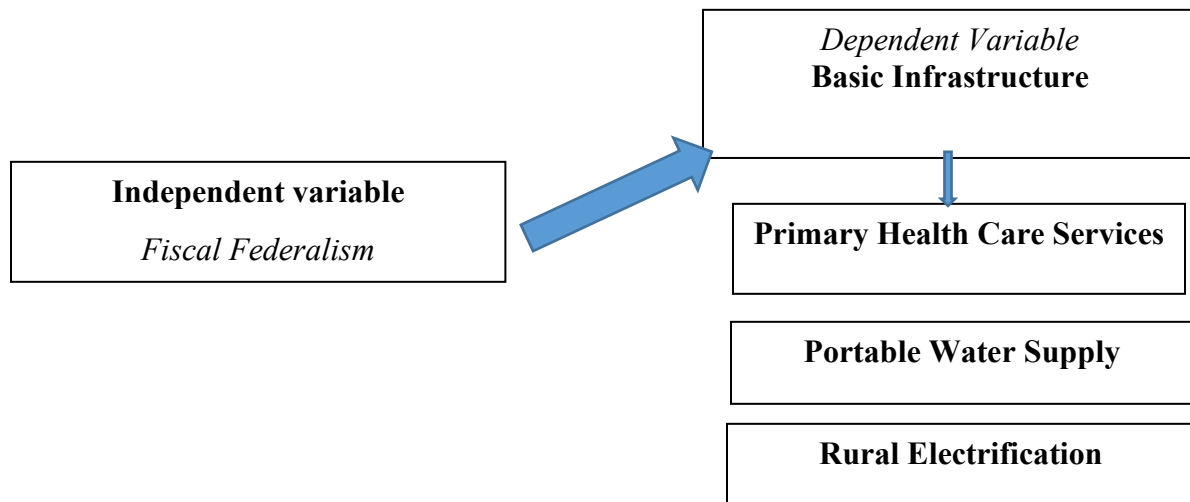 Dependent Variable
Basic Infrastructure
Independent variable
Fiscal Federalism
Primary Health Care Services
Portable Water Supply
Rural Electrification